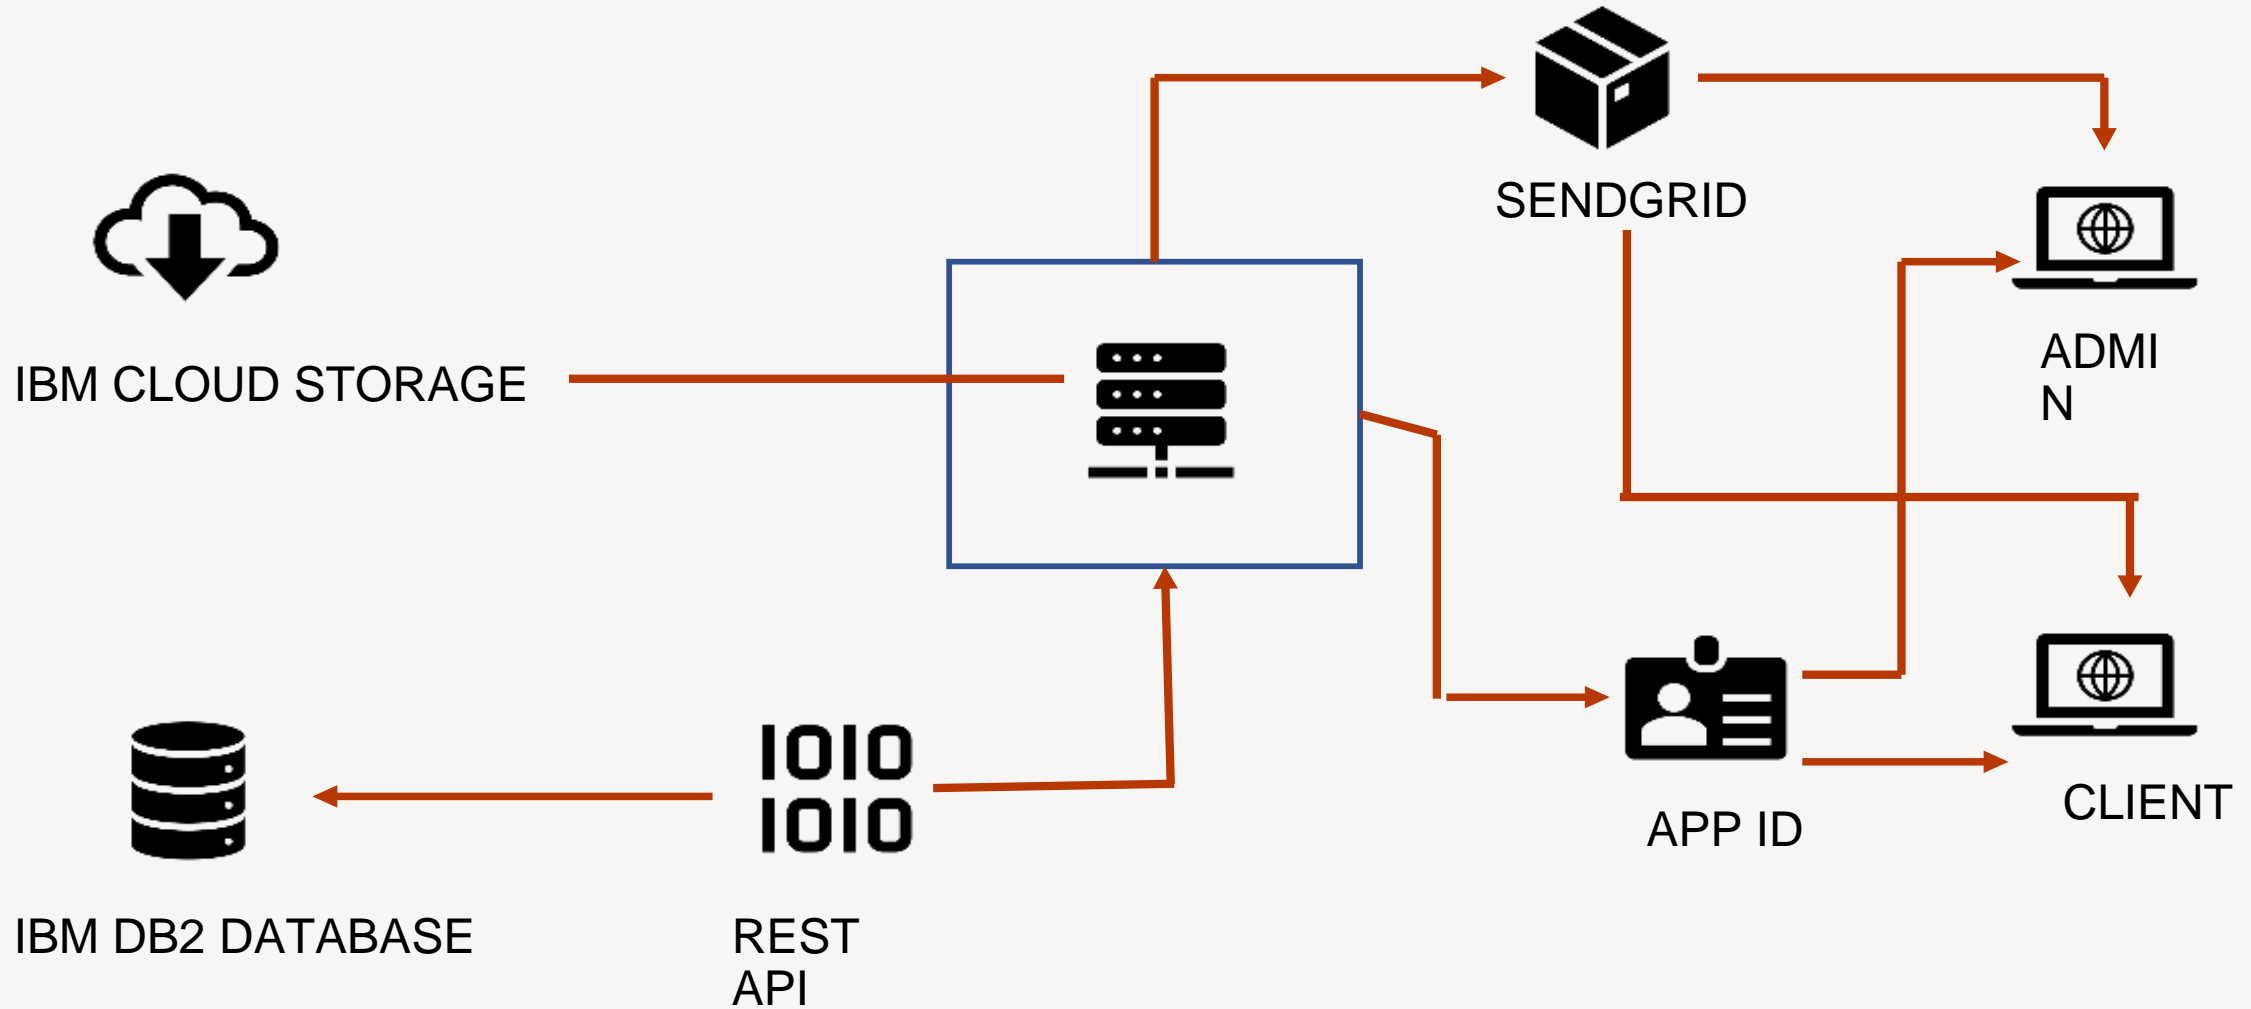 SENDGRID
ADMI
N
IBM CLOUD STORAGE
CLIENT
APP ID
IBM DB2 DATABASE
REST
API